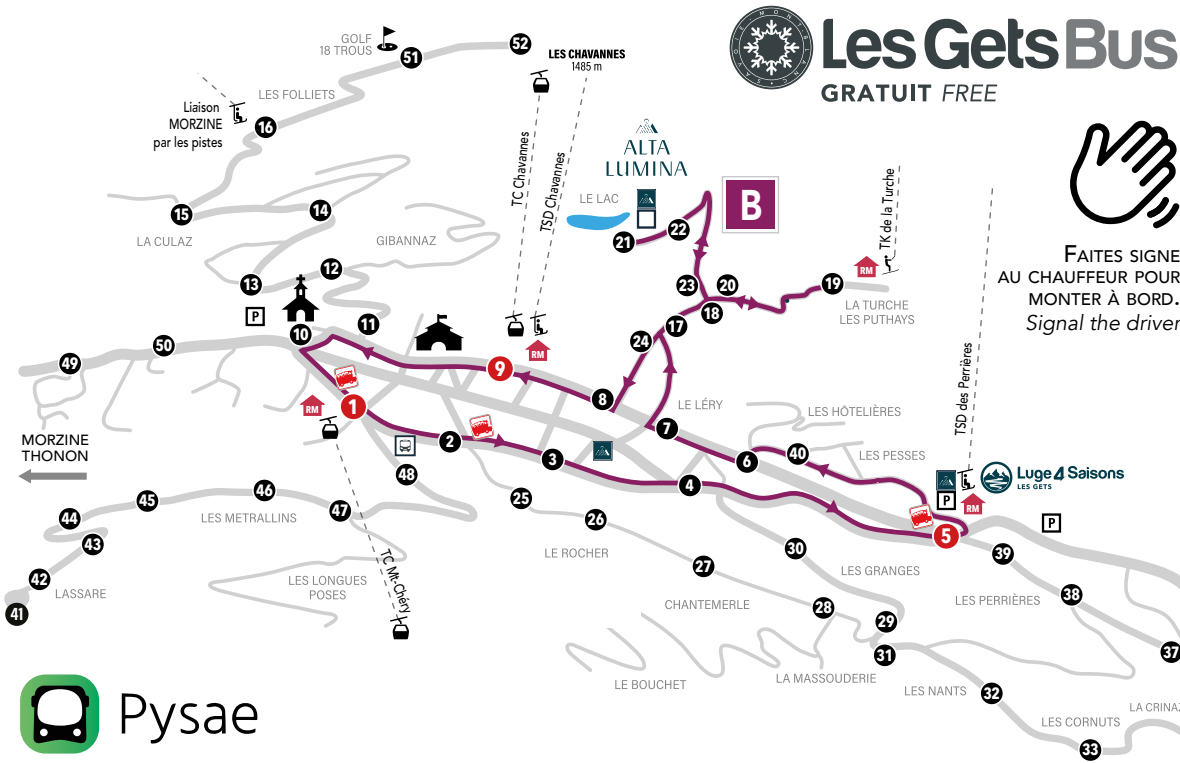 GOLF
18 TROUS
51
52
LES CHAVANNES
1485 m
Les Gets Bus
GRATUIT FREE
LES FOLLIETS
Liaison
MORZINE
par les pistes
16
TC Chavannes
TSD Chavannes
ALTA
LUMINA
LE LAC
B
FAITES SIGNE
AU CHAUFFEUR POUR
MONTER À BORD.
Signal the driver
15
14
LA CULAZ
GIBANNAZ
21
22
TK de la Turche
RM
13
12
23
20
19
18
LA TURCHE
LES PUTHAYS
P
10
11
17
24
50
49
9
RM
8
TSD des Perrières
RM
1
LE LÉRY
7
LES HÔTELIÈRES
MORZINE
THONON
2
3
48
6
40
LES PESSES
4
P
RM
Luge 4 Saisons
LES GETS
46
45
47
44
43
LES METRALLINS
25
26
5
P
42
41
LASSARE
LE ROCHER
30
39
27
LES GRANGES
LES LONGUES
POSES
TC Mt-Chéry
38
LES PERRIÈRES
CHANTEMERLE
28
29
37
31
LE BOUCHET
LA MASSOUDERIE
LES NANTS
32
LA CRINAZ
LES CORNUTS
33
Pysae
SAVOIE • MONT BLANC